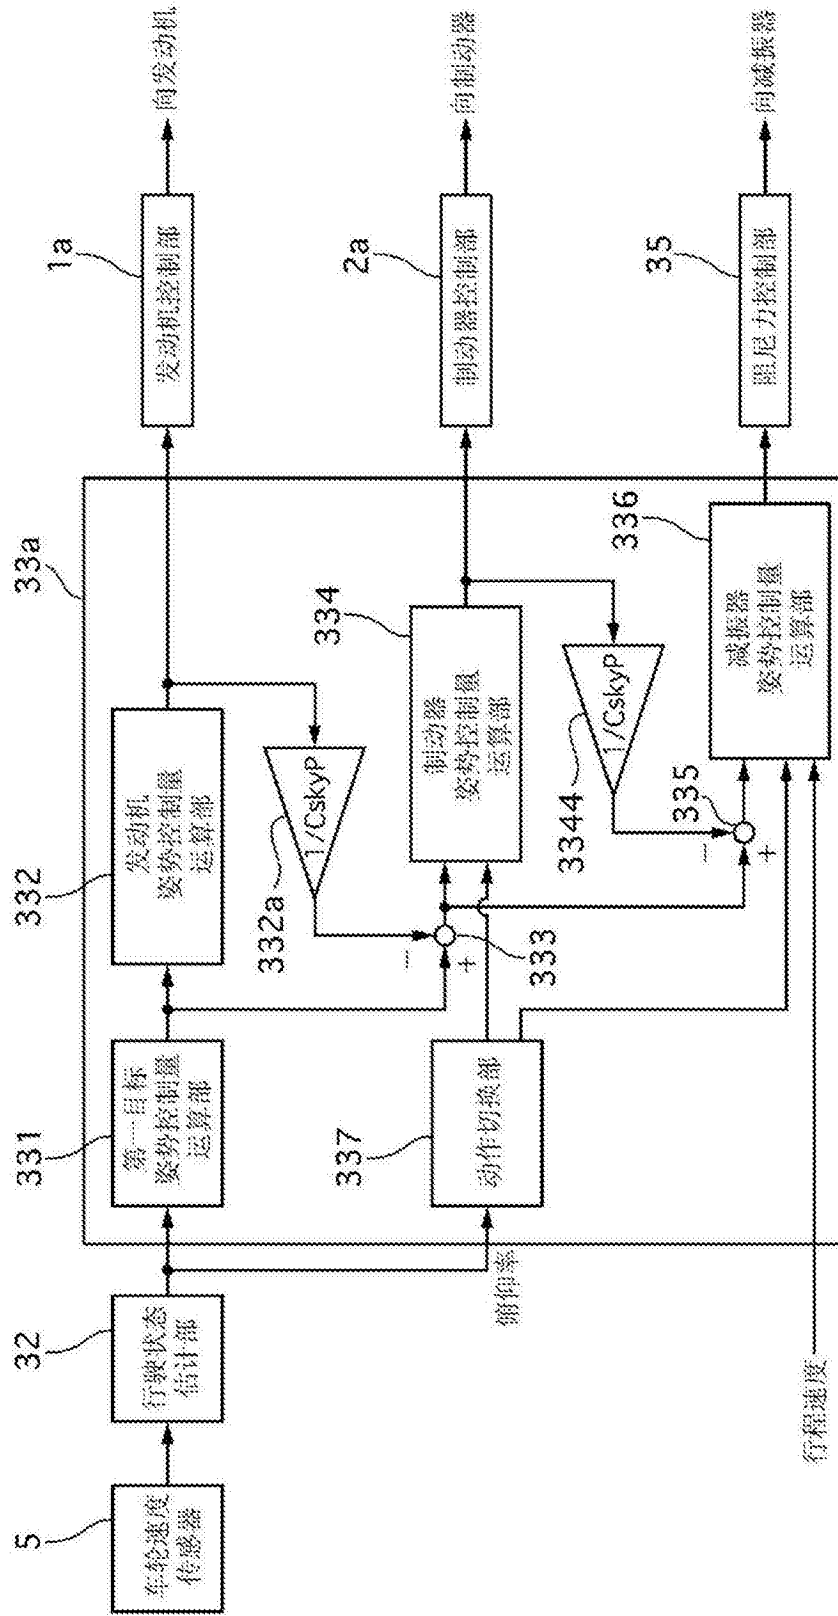 5
车轮速度
传感器
32
行驶状态
估计部
俯仰率
行程速度
33a
331
第一目标
姿势控制量
运算部
337
动作切换部
332
发动机
姿势控制量
运算部
332a
1/CskyP
−
+
333
334
制动器
姿势控制量
运算部
3344
1/CskyP
−
+
335
336
减振器
姿势控制量
运算部
1a
发动机控制部
向发动机
2a
制动器控制部
向制动器
35
阻尼力控制部
向减振器